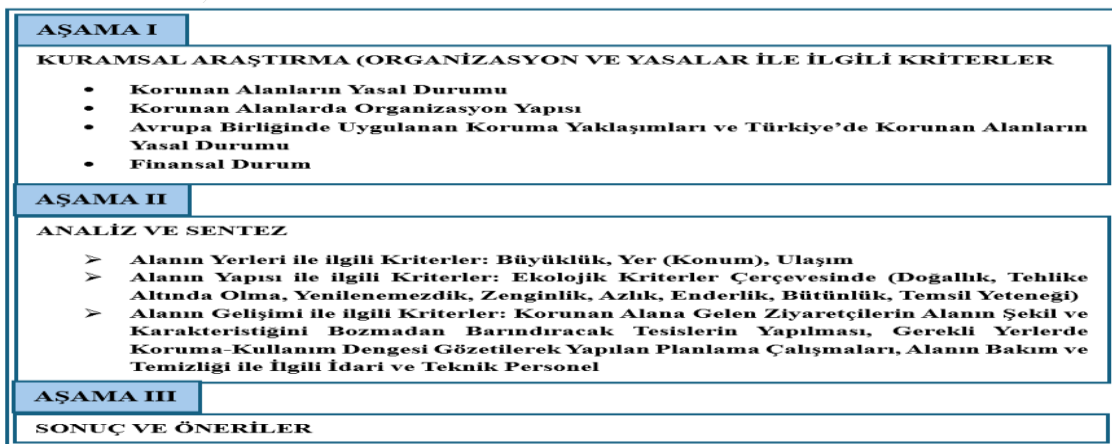 AŞAMA I
KURAMSAL ARAŞTIRMA (ORGANİZASYON VE YASALAR İLE İLGİLİ KRİTERLER
• Korunan Alanların Yasal Durumu
• Korunan Alanlarda Organizasyon Yapısı
• Avrupa Birliğinde Uygulanan Koruma Yaklaşımları ve Türkiye’de Korunan Alanların
Yasal Durumu
• Finansal Durum
AŞAMA II
ANALİZ VE SENTEZ
➢ Alanın Yerleri ile ilgili Kriterler: Büyüklük, Yer (Konum), Ulaşım
➢ Alanın Yapısı ile ilgili Kriterler: Ekolojik Kriterler Çerçevesinde (Doğallık, Tehlike
Altında Olma, Yenilenemezdik, Zenginlik, Azlık, Enderlik, Bütünlük, Temsil Yeteneği)
➢ Alanın Gelişimi ile ilgili Kriterler: Korunan Alana Gelen Ziyaretçilerin Alanın Şekil ve
Karakteristiğini Bozmadan Barındıracak Tesislerin Yapılması, Gerekli Yerlerde
Koruma-Kullanım Dengesi Gözetilerek Yapılan Planlama Çalışmaları, Alanın Bakım ve
Temizliği ile İlgili İdari ve Teknik Personel
AŞAMA III
SONUÇ VE ÖNERİLER